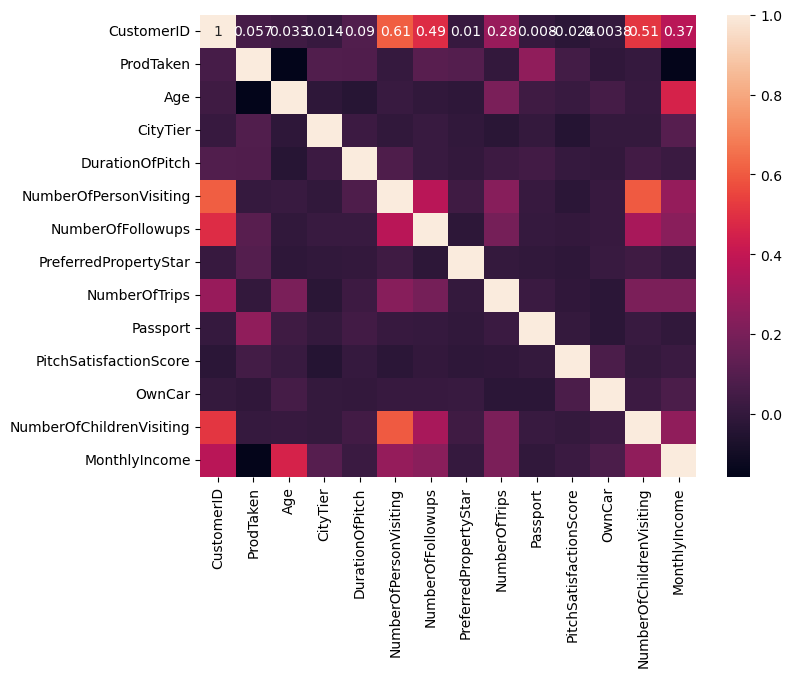 CustomerID 1 0.057 0.033 0.014 0.09 0.61 0.49 0.01 0.28 0.008 -0.024 0.0038 0.51 0.37
ProdTaken
Age
CityTier
DurationOfPitch
NumberOfPersonVisiting
NumberOfFollowups
PreferredPropertyStar
NumberOfTrips
Passport
PitchSatisfactionScore
OwnCar
NumberOfChildrenVisiting
MonthlyIncome
CustomerID
ProdTaken
Age
CityTier
DurationOfPitch
NumberOfPersonVisiting
NumberOfFollowups
PreferredPropertyStar
NumberOfTrips
Passport
PitchSatisfactionScore
OwnCar
NumberOfChildrenVisiting
MonthlyIncome
1.0
0.8
0.6
0.4
0.2
0.0